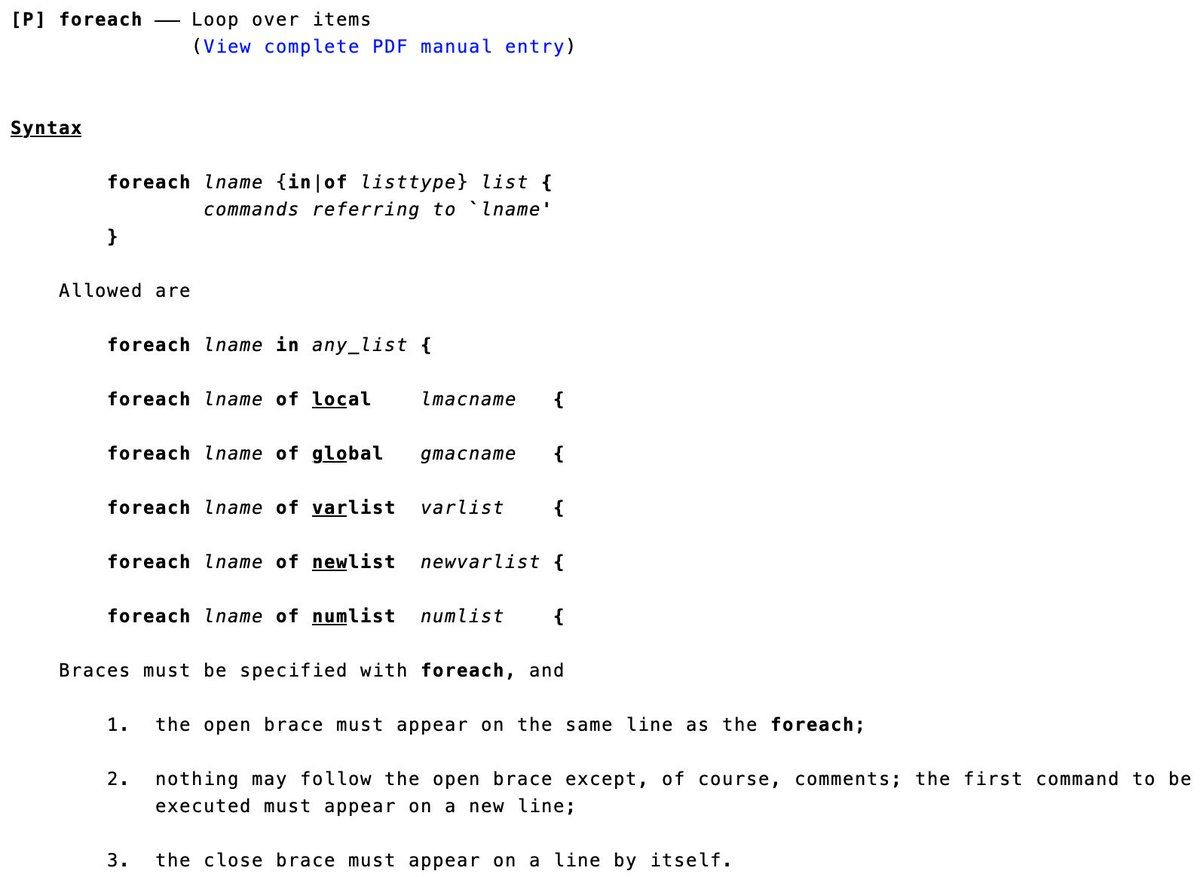 [P] foreach — Loop over items
(View complete PDF manual entry)
Syntax
foreach lname {in|of listtype} list {
commands referring to `lname'
}
Allowed are
foreach lname in any_list {
foreach lname of local lmacname {
foreach lname of global gmacname {
foreach lname of varlist varlist {
foreach lname of newlist newvarlist {
foreach lname of numlist numlist {
Braces must be specified with foreach, and
1. the open brace must appear on the same line as the foreach;
2. nothing may follow the open brace except, of course, comments; the first command to be
executed must appear on a new line;
3. the close brace must appear on a line by itself.